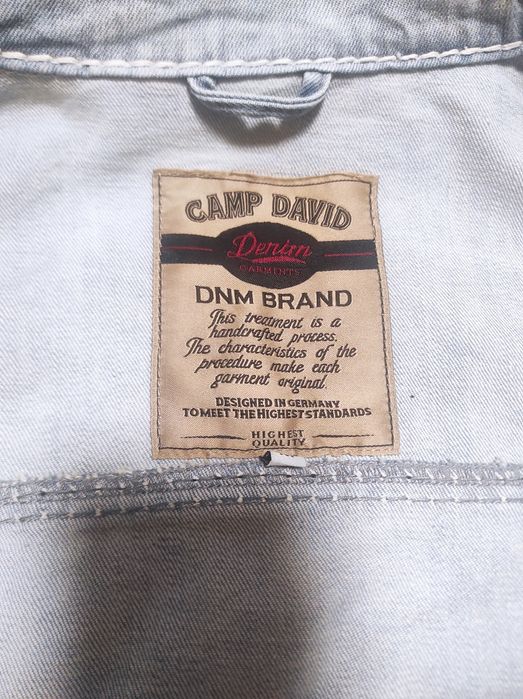 CAMP DAVID
Denim
GARMENTS
DNM BRAND
This treatment is a
handcrafted process.
The characteristics of the
procedure make each
garment original.
DESIGNED IN GERMANY
TO MEET THE HIGHEST STANDARDS
HIGHEST
QUALITY